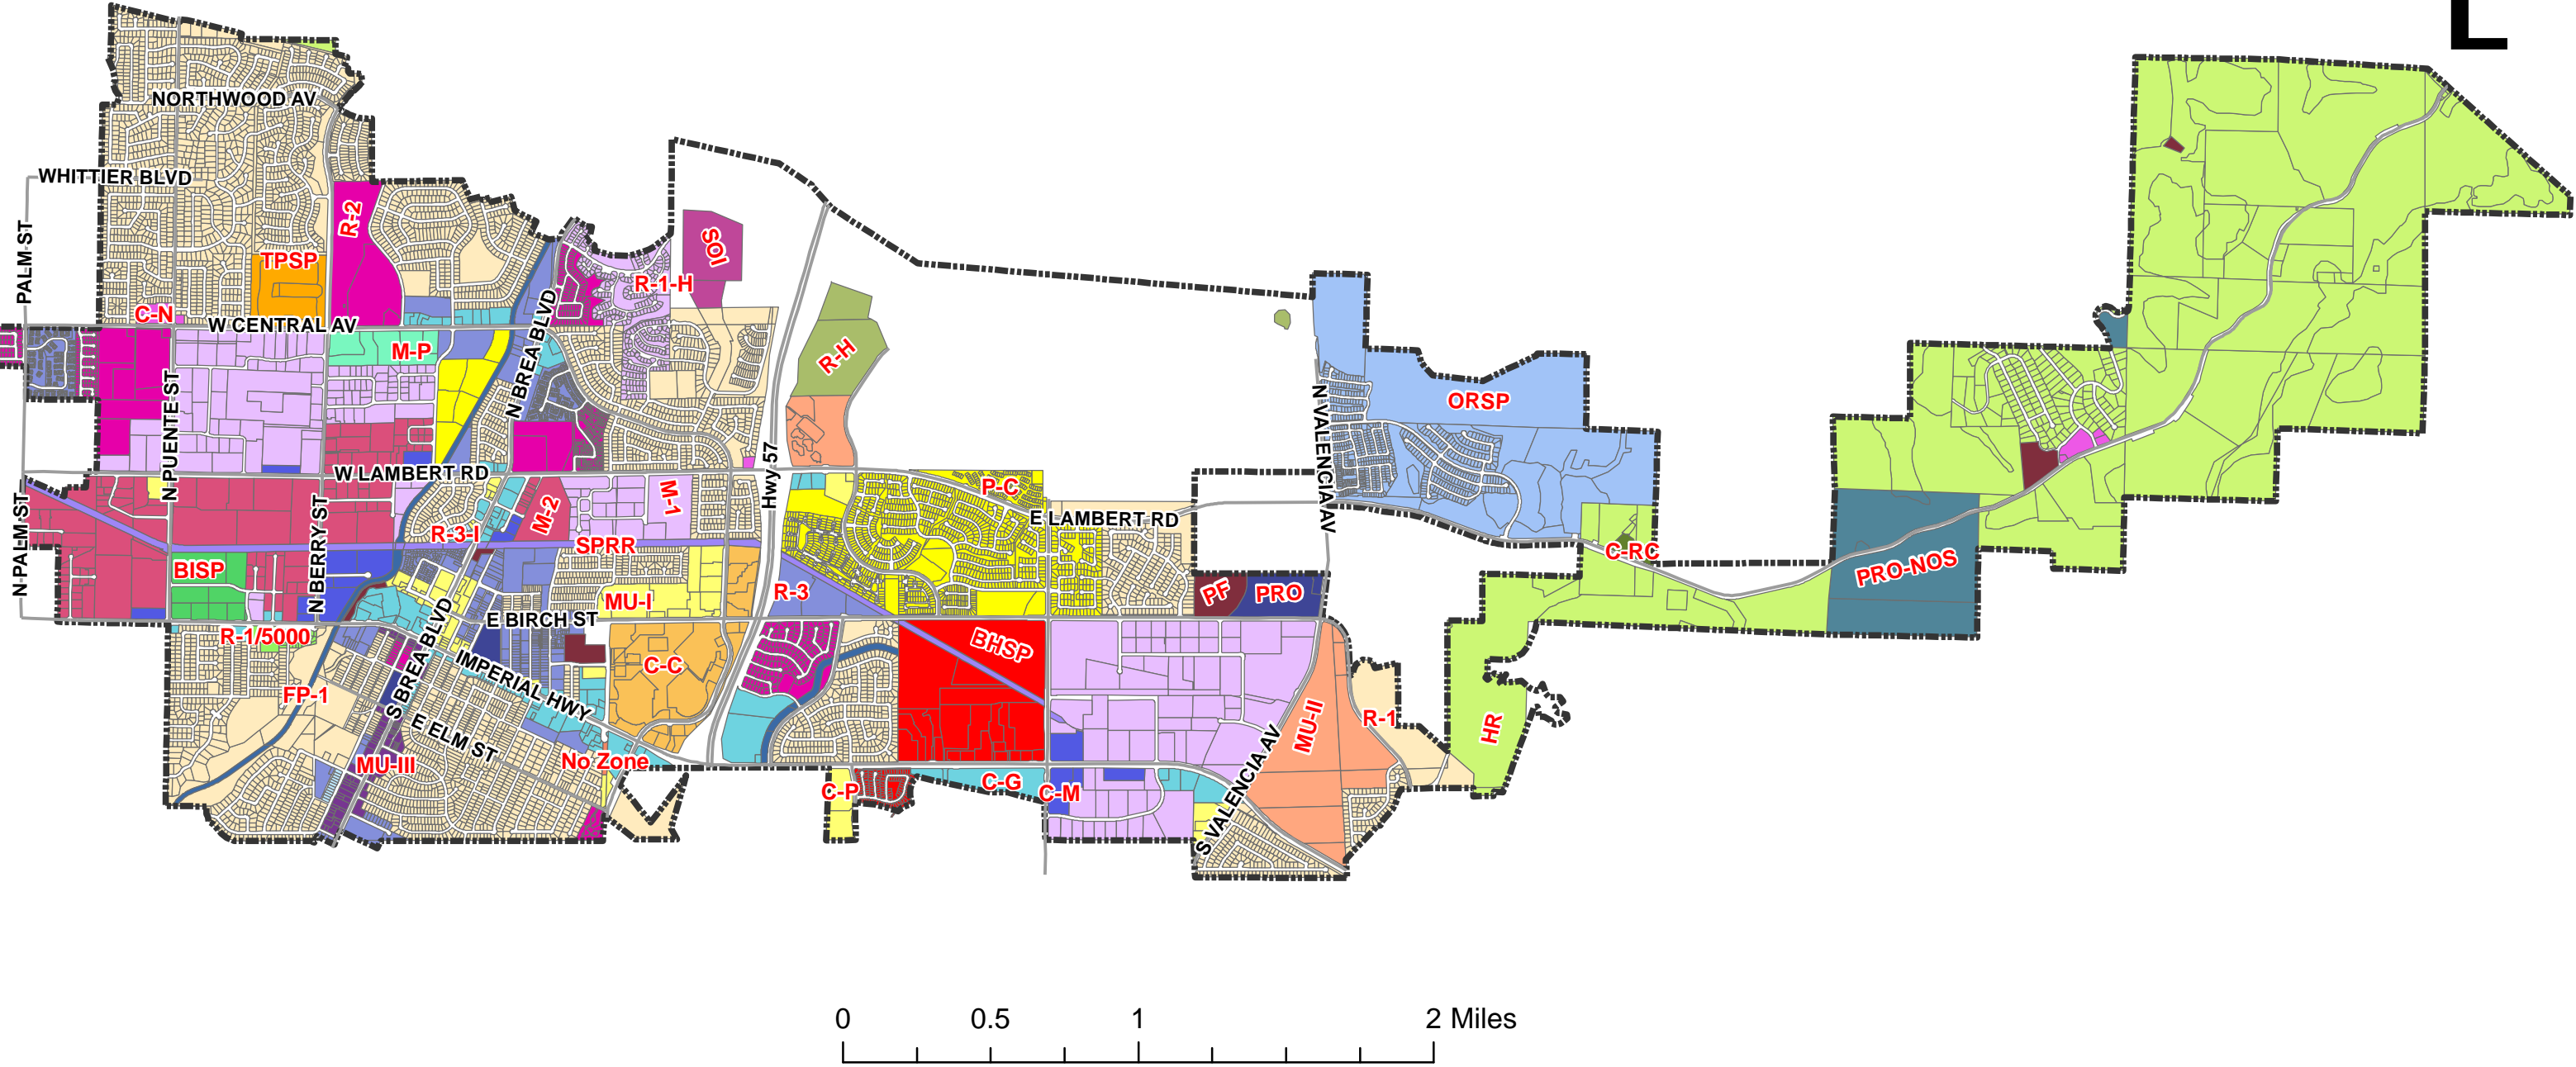 NORTHWOOD AV
WHITTIER BLVD
R-2
PALM ST
SOI
TPSP
R-1-H
C-N
W CENTRAL AV
M-P
N BREA BLVD
R-H
N PUENTE ST
ORSP
N VALENCIA AV
W LAMBERT RD
Hwy 57
P-C
M-1
M-2
E LAMBERT RD
R-3-I
SPRR
C-RC
N PALM ST
N BERRY ST
BISP
PRO-NOS
R-3
PF
PRO
MU-I
E BIRCH ST
R-1/5000
BHSP
C-C
IMPERIAL HWY
S BREA BLVD
FP-1
E ELM ST
MU-II
R-1
HR
MU-III
No Zone
C-G
C-P
C-M
S VALENCIA AV
0 0.5 1 2 Miles